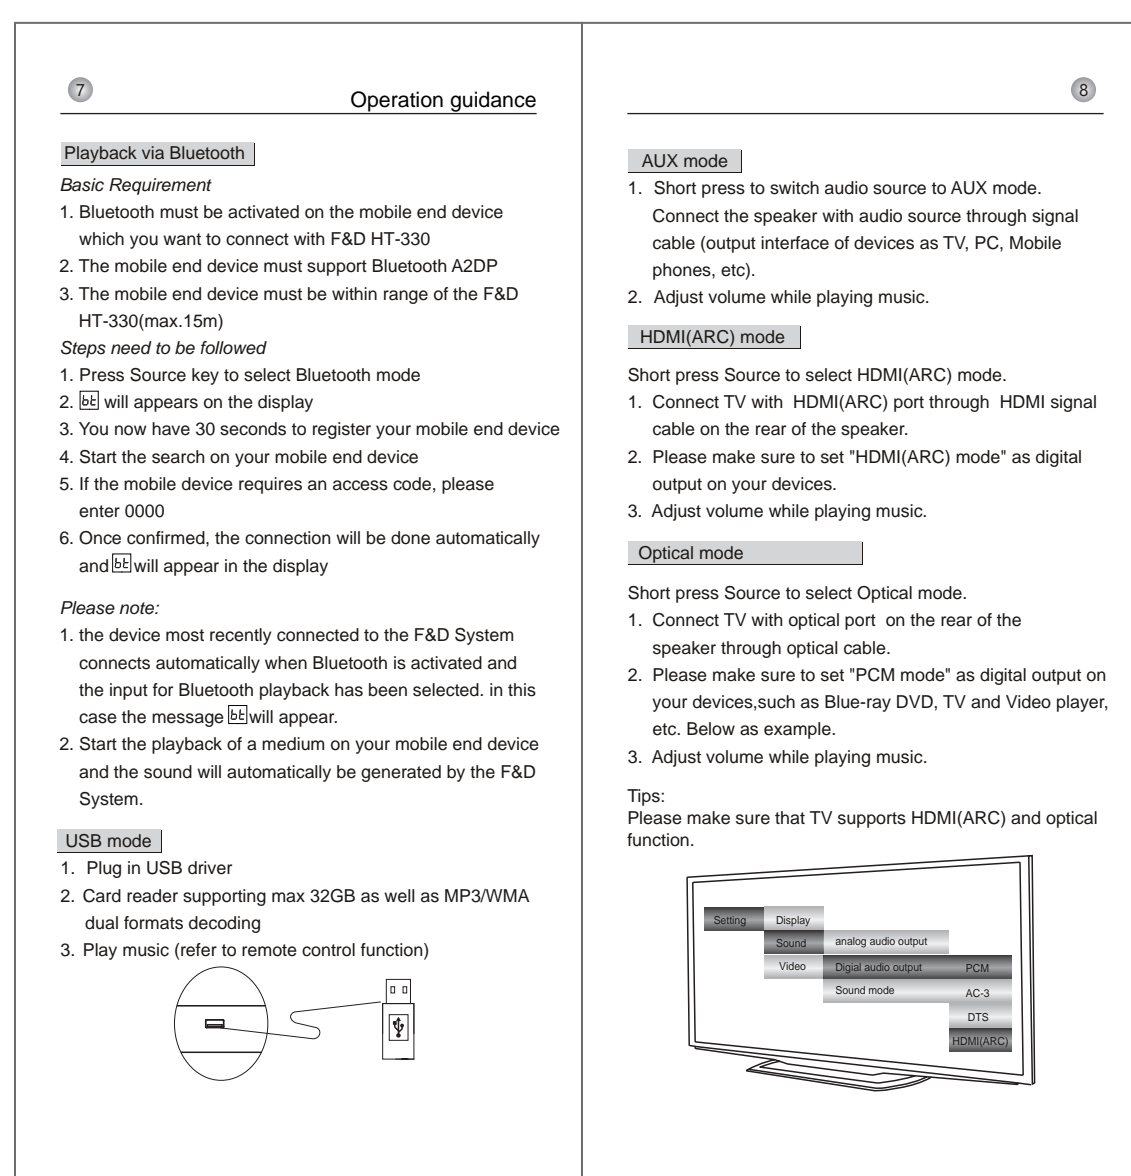 7
Operation guidance
Playback via Bluetooth
Basic Requirement
1. Bluetooth must be activated on the mobile end device
which you want to connect with F&D HT-330
2. The mobile end device must support Bluetooth A2DP
3. The mobile end device must be within range of the F&D
HT-330(max.15m)
Steps need to be followed
1. Press Source key to select Bluetooth mode
2. bt will appears on the display
3. You now have 30 seconds to register your mobile end device
4. Start the search on your mobile end device
5. If the mobile device requires an access code, please
enter 0000
6. Once confirmed, the connection will be done automatically
and bt will appear in the display
Please note:
1. the device most recently connected to the F&D System
connects automatically when Bluetooth is activated and
the input for Bluetooth playback has been selected. in this
case the message bt will appear.
2. Start the playback of a medium on your mobile end device
and the sound will automatically be generated by the F&D
System.
USB mode
1. Plug in USB driver
2. Card reader supporting max 32GB as well as MP3/WMA
dual formats decoding
3. Play music (refer to remote control function)
8
AUX mode
1. Short press to switch audio source to AUX mode.
Connect the speaker with audio source through signal
cable (output interface of devices as TV, PC, Mobile
phones, etc).
2. Adjust volume while playing music.
HDMI(ARC) mode
Short press Source to select HDMI(ARC) mode.
1. Connect TV with HDMI(ARC) port through HDMI signal
cable on the rear of the speaker.
2. Please make sure to set "HDMI(ARC) mode" as digital
output on your devices.
3. Adjust volume while playing music.
Optical mode
Short press Source to select Optical mode.
1. Connect TV with optical port on the rear of the
speaker through optical cable.
2. Please make sure to set "PCM mode" as digital output on
your devices,such as Blue-ray DVD, TV and Video player,
etc. Below as example.
3. Adjust volume while playing music.
Tips:
Please make sure that TV supports HDMI(ARC) and optical
function.
Setting Display
Sound analog audio output
Video Digial audio output PCM
Sound mode AC-3
DTS
HDMI(ARC)